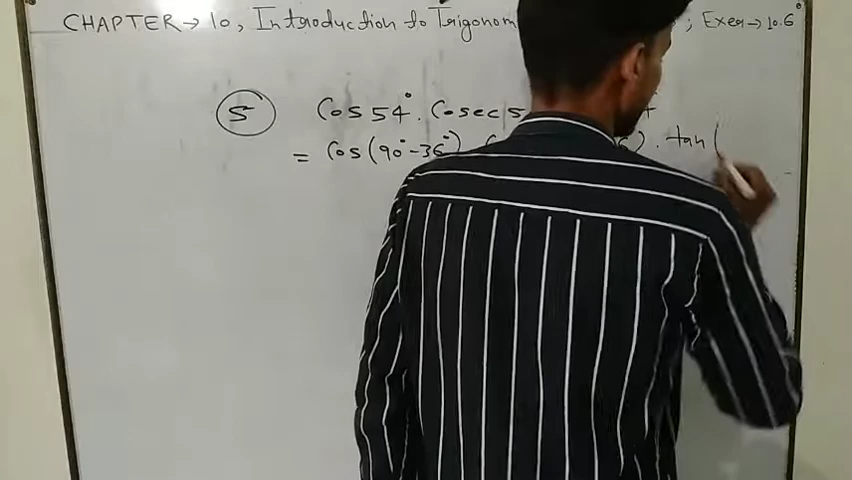 CHAPTER → 10, Introduction to Trigonom ; Exer → 10.6
5 Cos 54°. Cosec 5
= Cos(90°-36°) . tan(